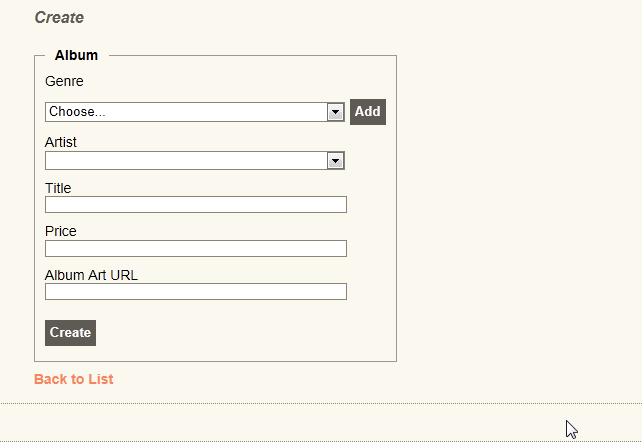 Create
Album
Genre
Choose... Add
Artist
Title
Price
Album Art URL
Create
Back to List